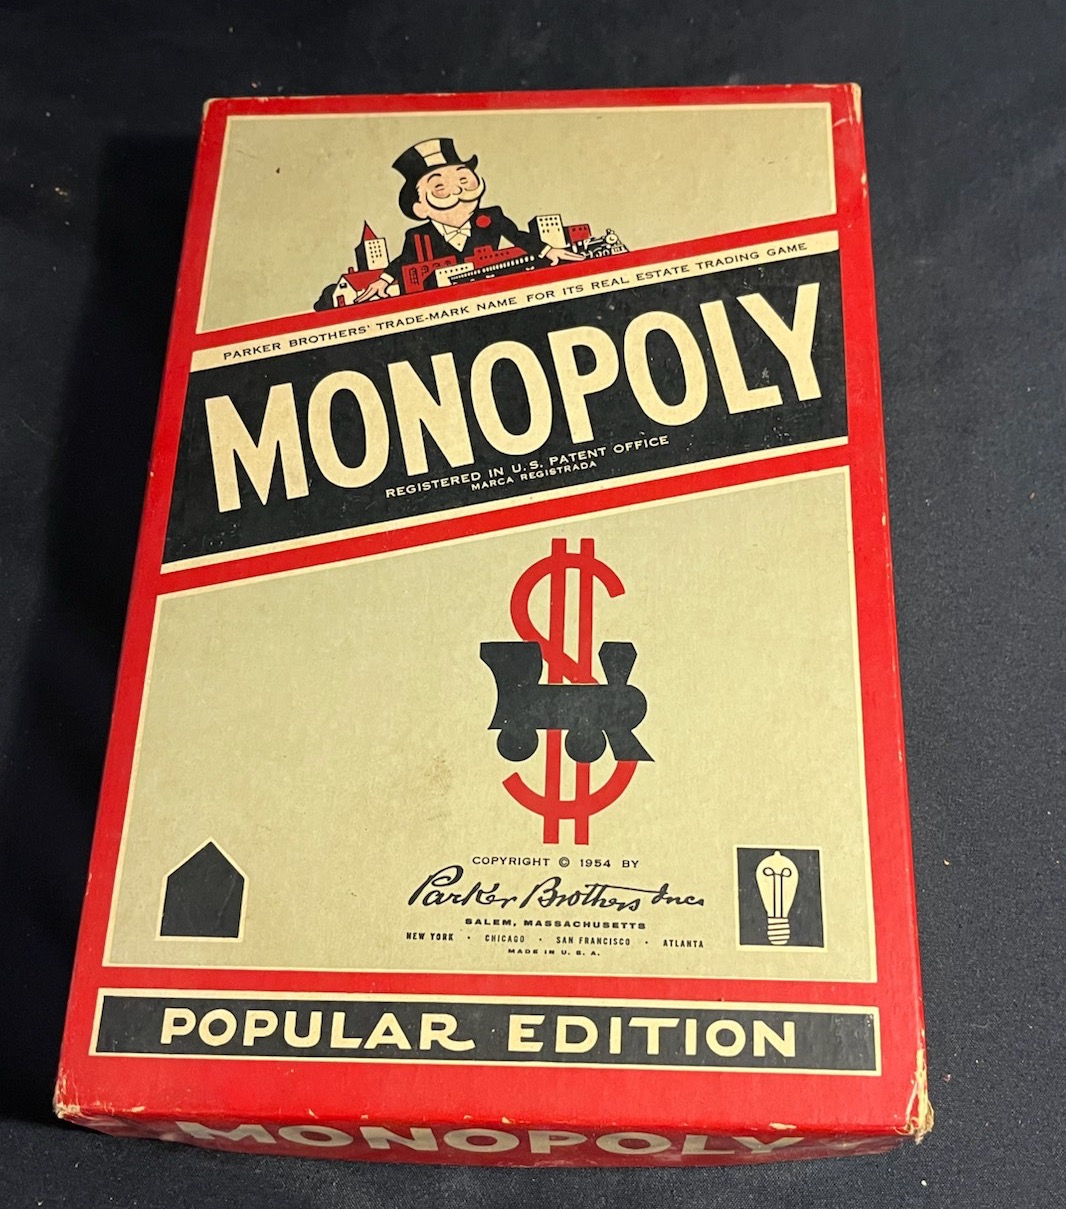 PARKER BROTHERS' TRADE-MARK NAME FOR ITS REAL ESTATE TRADING GAME
MONOPOLY
REGISTERED IN U.S. PATENT OFFICE
MARCA REGISTRADA
$
COPYRIGHT © 1954 BY
Parker Brothers Inc
SALEM, MASSACHUSETTS
NEW YORK · CHICAGO · SAN FRANCISCO · ATLANTA
MADE IN U. S. A.
POPULAR EDITION
MONOPOLY